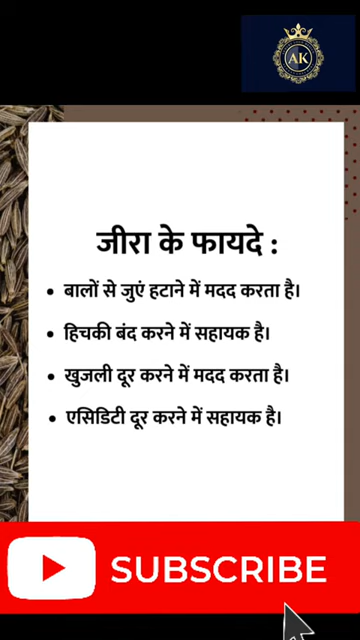 AK
जीरा के फायदे :
• बालों से जुएं हटाने में मदद करता है।
• हिचकी बंद करने में सहायक है।
• खुजली दूर करने में मदद करता है।
• एसिडिटी दूर करने में सहायक है।
SUBSCRIBE